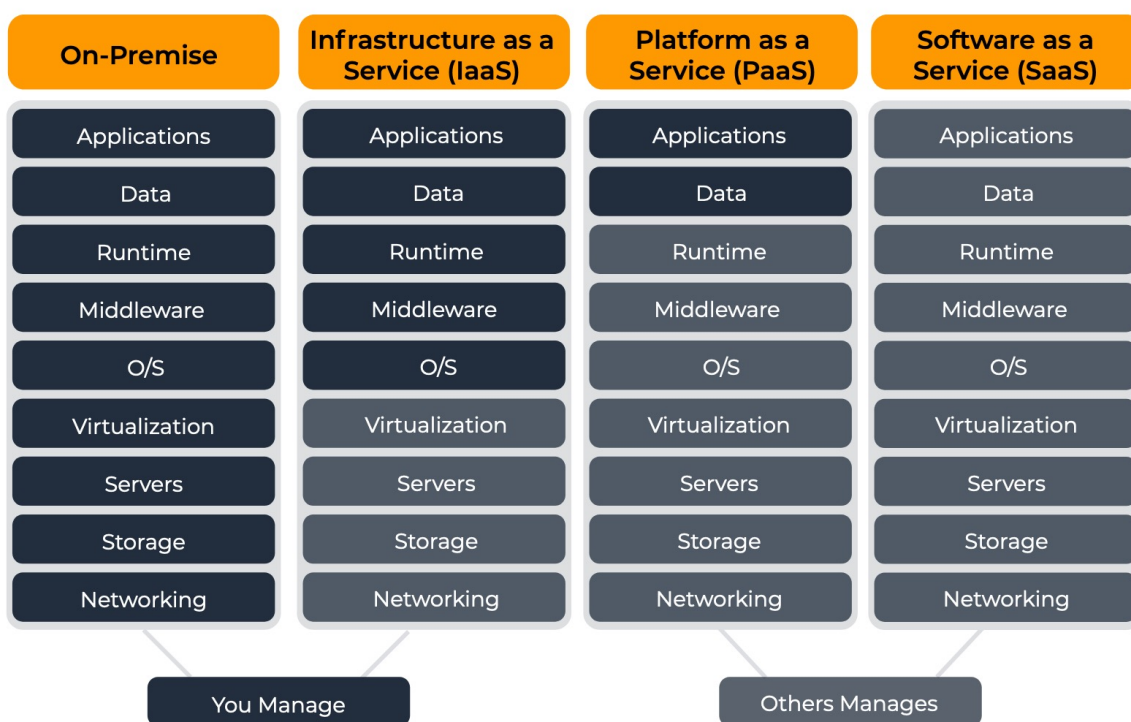 On-Premise
Applications
Data
Runtime
Middleware
O/S
Virtualization
Servers
Storage
Networking
Infrastructure as a
Service (IaaS)
Applications
Data
Runtime
Middleware
O/S
Virtualization
Servers
Storage
Networking
Platform as a
Service (PaaS)
Applications
Data
Runtime
Middleware
O/S
Virtualization
Servers
Storage
Networking
Software as a
Service (SaaS)
Applications
Data
Runtime
Middleware
O/S
Virtualization
Servers
Storage
Networking
You Manage
Others Manages